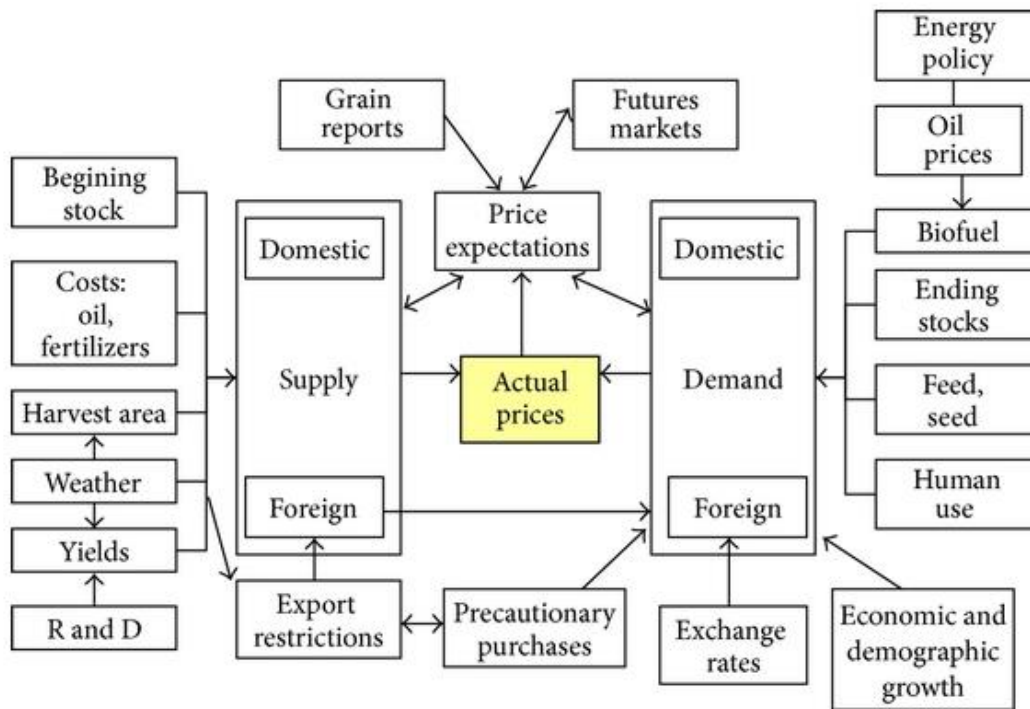 Energy
policy
Grain
reports
Futures
markets
Oil
prices
Begining
stock
Price
expectations
Biofuel
Domestic
Domestic
Costs:
oil,
fertilizers
Ending
stocks
Supply
Actual
prices
Demand
Feed,
seed
Harvest area
Weather
Foreign
Foreign
Human
use
Yields
Export
restrictions
Precautionary
purchases
Exchange
rates
Economic and
demographic
growth
R and D